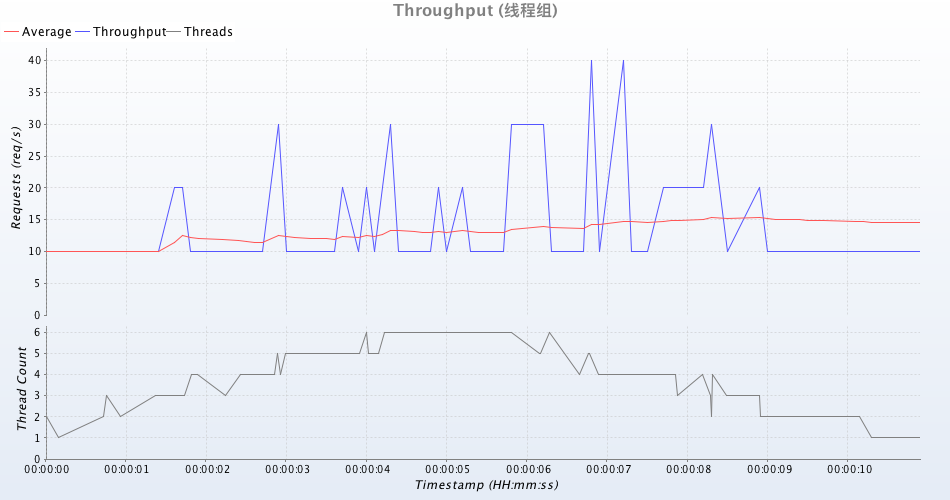 Throughput (线程组)
Average Throughput Threads
Requests (req/s)
40
35
30
25
20
15
10
5
0
Thread Count
6
5
4
3
2
1
0
00:00:00 00:00:01 00:00:02 00:00:03 00:00:04 00:00:05 00:00:06 00:00:07 00:00:08 00:00:09 00:00:10
Timestamp (HH:mm:ss)